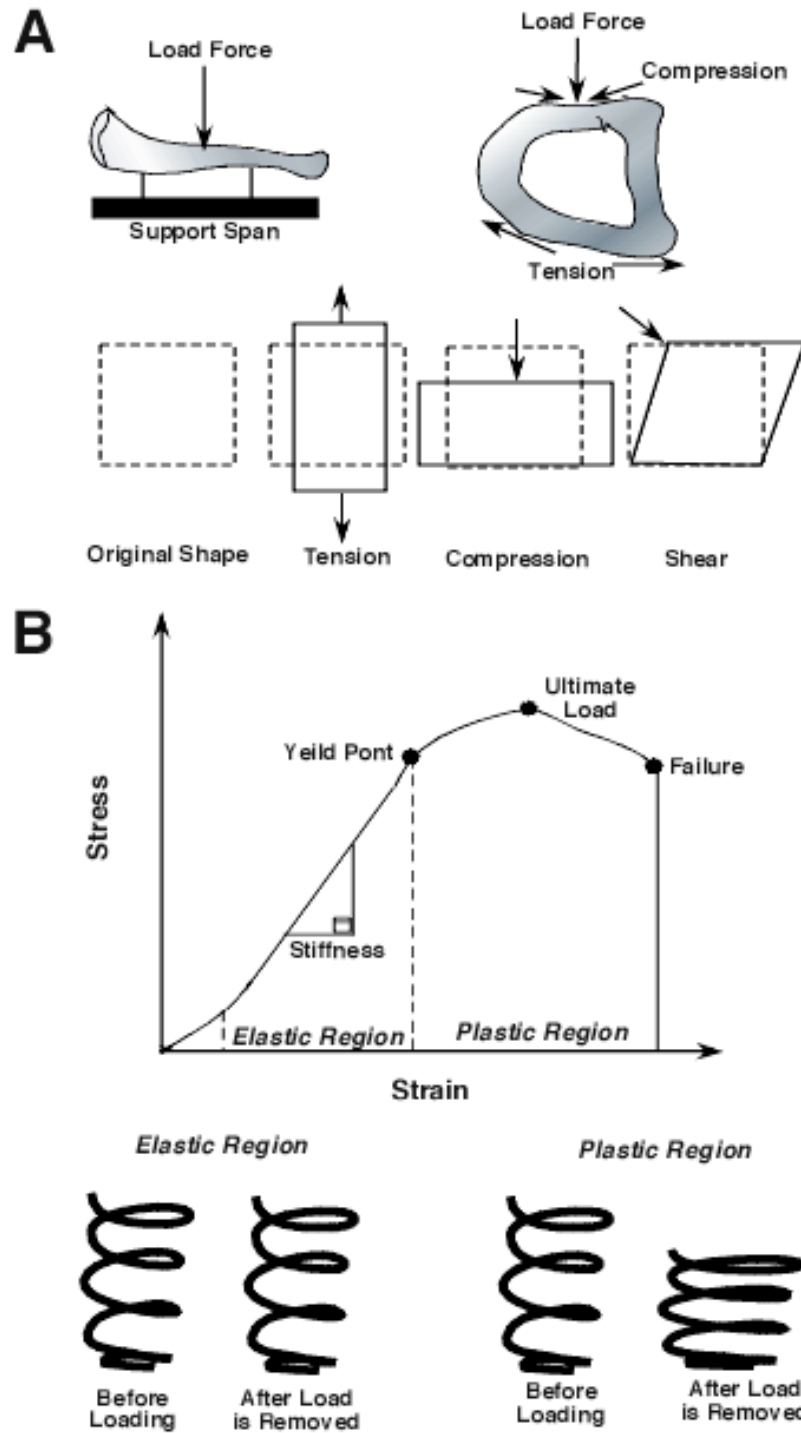 A
Load Force
Support Span
Load Force
Compression
Tension
Original Shape
Tension
Compression
Shear
B
Stress
Yeild Pont
Ultimate
Load
Failure
Stiffness
Elastic Region
Plastic Region
Strain
Elastic Region
Plastic Region
Before
Loading
After Load
is Removed
Before
Loading
After Load
is Removed